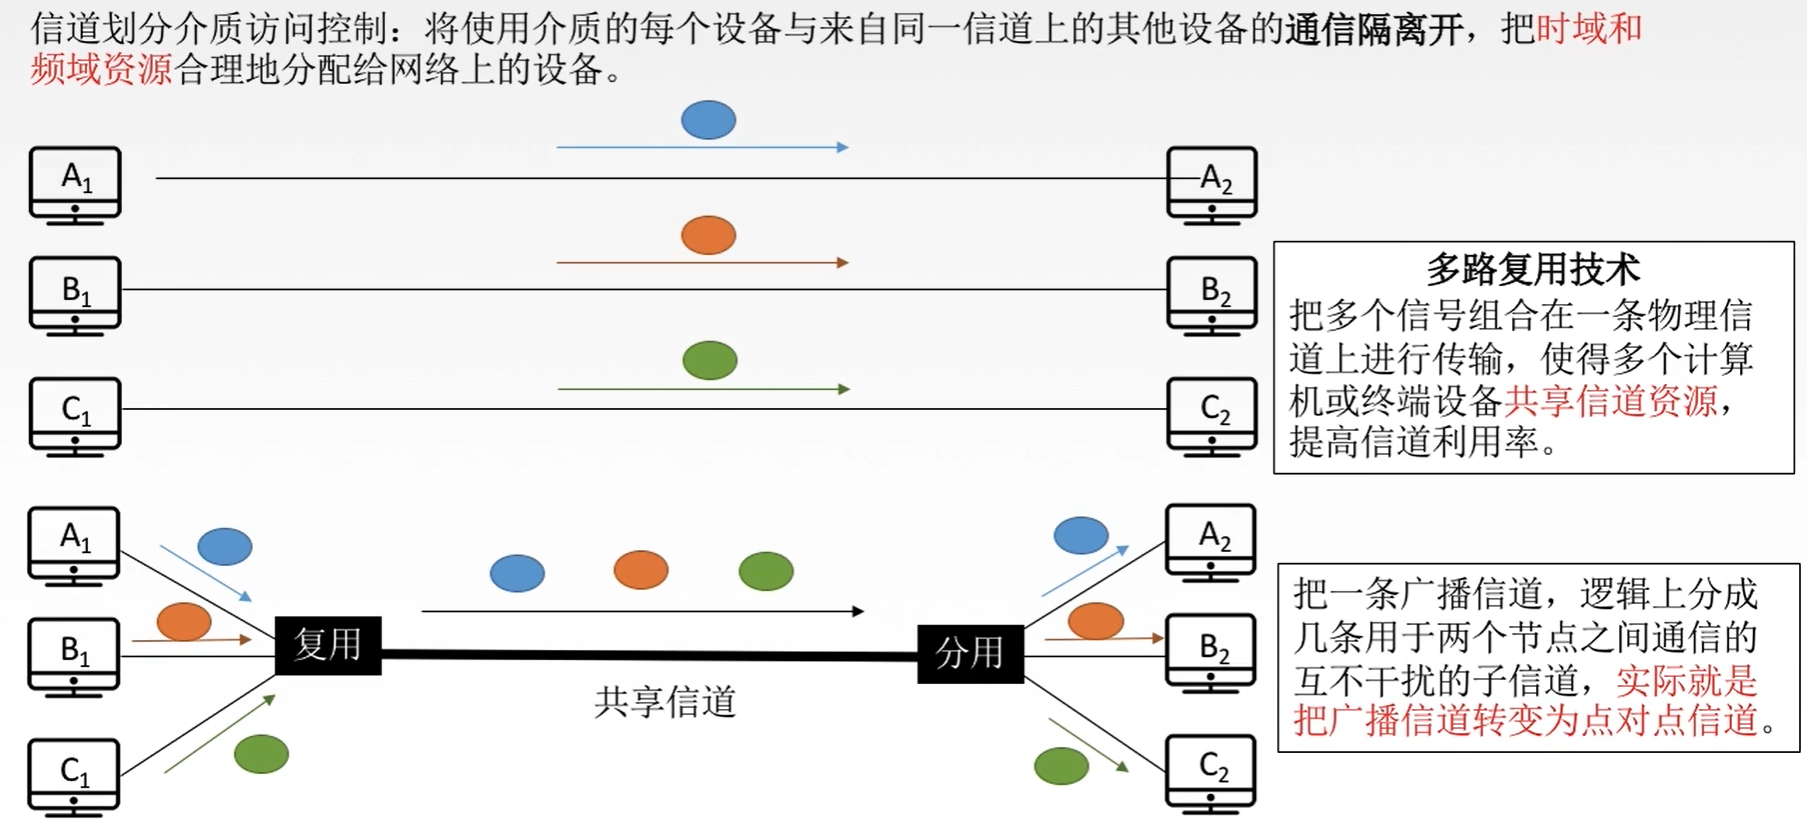 信道划分介质访问控制：将使用介质的每个设备与来自同一信道上的其他设备的通信隔离开，把时域和
频域资源合理地分配给网络上的设备。
A1
A2
B1
B2
C1
C2
多路复用技术
把多个信号组合在一条物理信
道上进行传输，使得多个计算
机或终端设备共享信道资源，
提高信道利用率。
A1
B1
C1
复用
共享信道
分用
A2
B2
C2
把一条广播信道，逻辑上分成
几条用于两个节点之间通信的
互不干扰的子信道，实际就是
把广播信道转变为点对点信道。